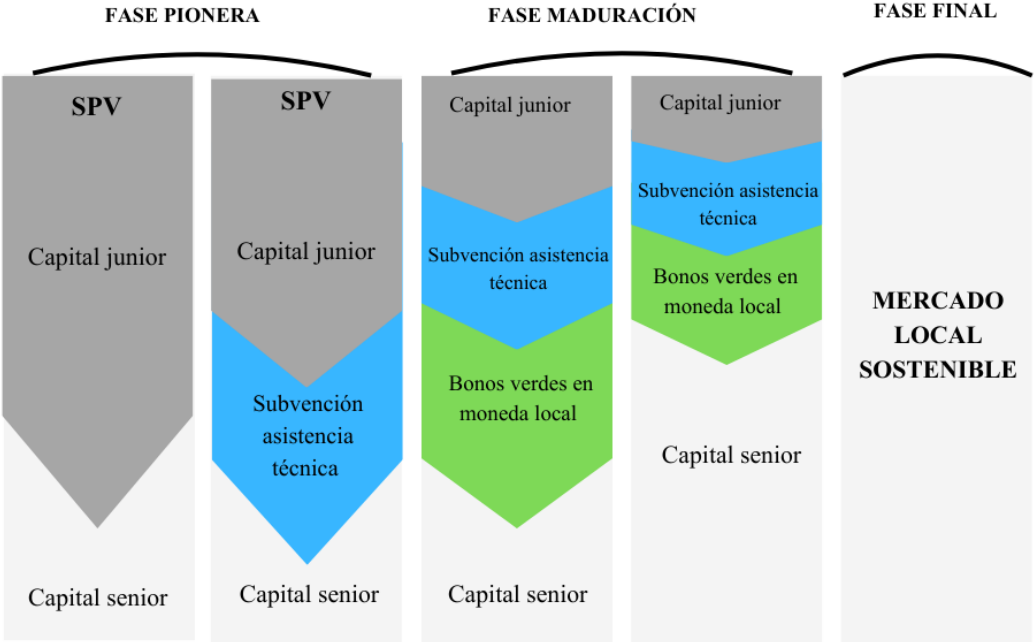 FASE PIONERA
FASE MADURACIÓN
FASE FINAL
SPV
Capital junior
Capital senior
SPV
Capital junior
Subvención
asistencia
técnica
Capital senior
Capital junior
Subvención asistencia
técnica
Bonos verdes en
moneda local
Capital senior
Capital junior
Subvención asistencia
técnica
Bonos verdes en
moneda local
Capital senior
MERCADO
LOCAL
SOSTENIBLE